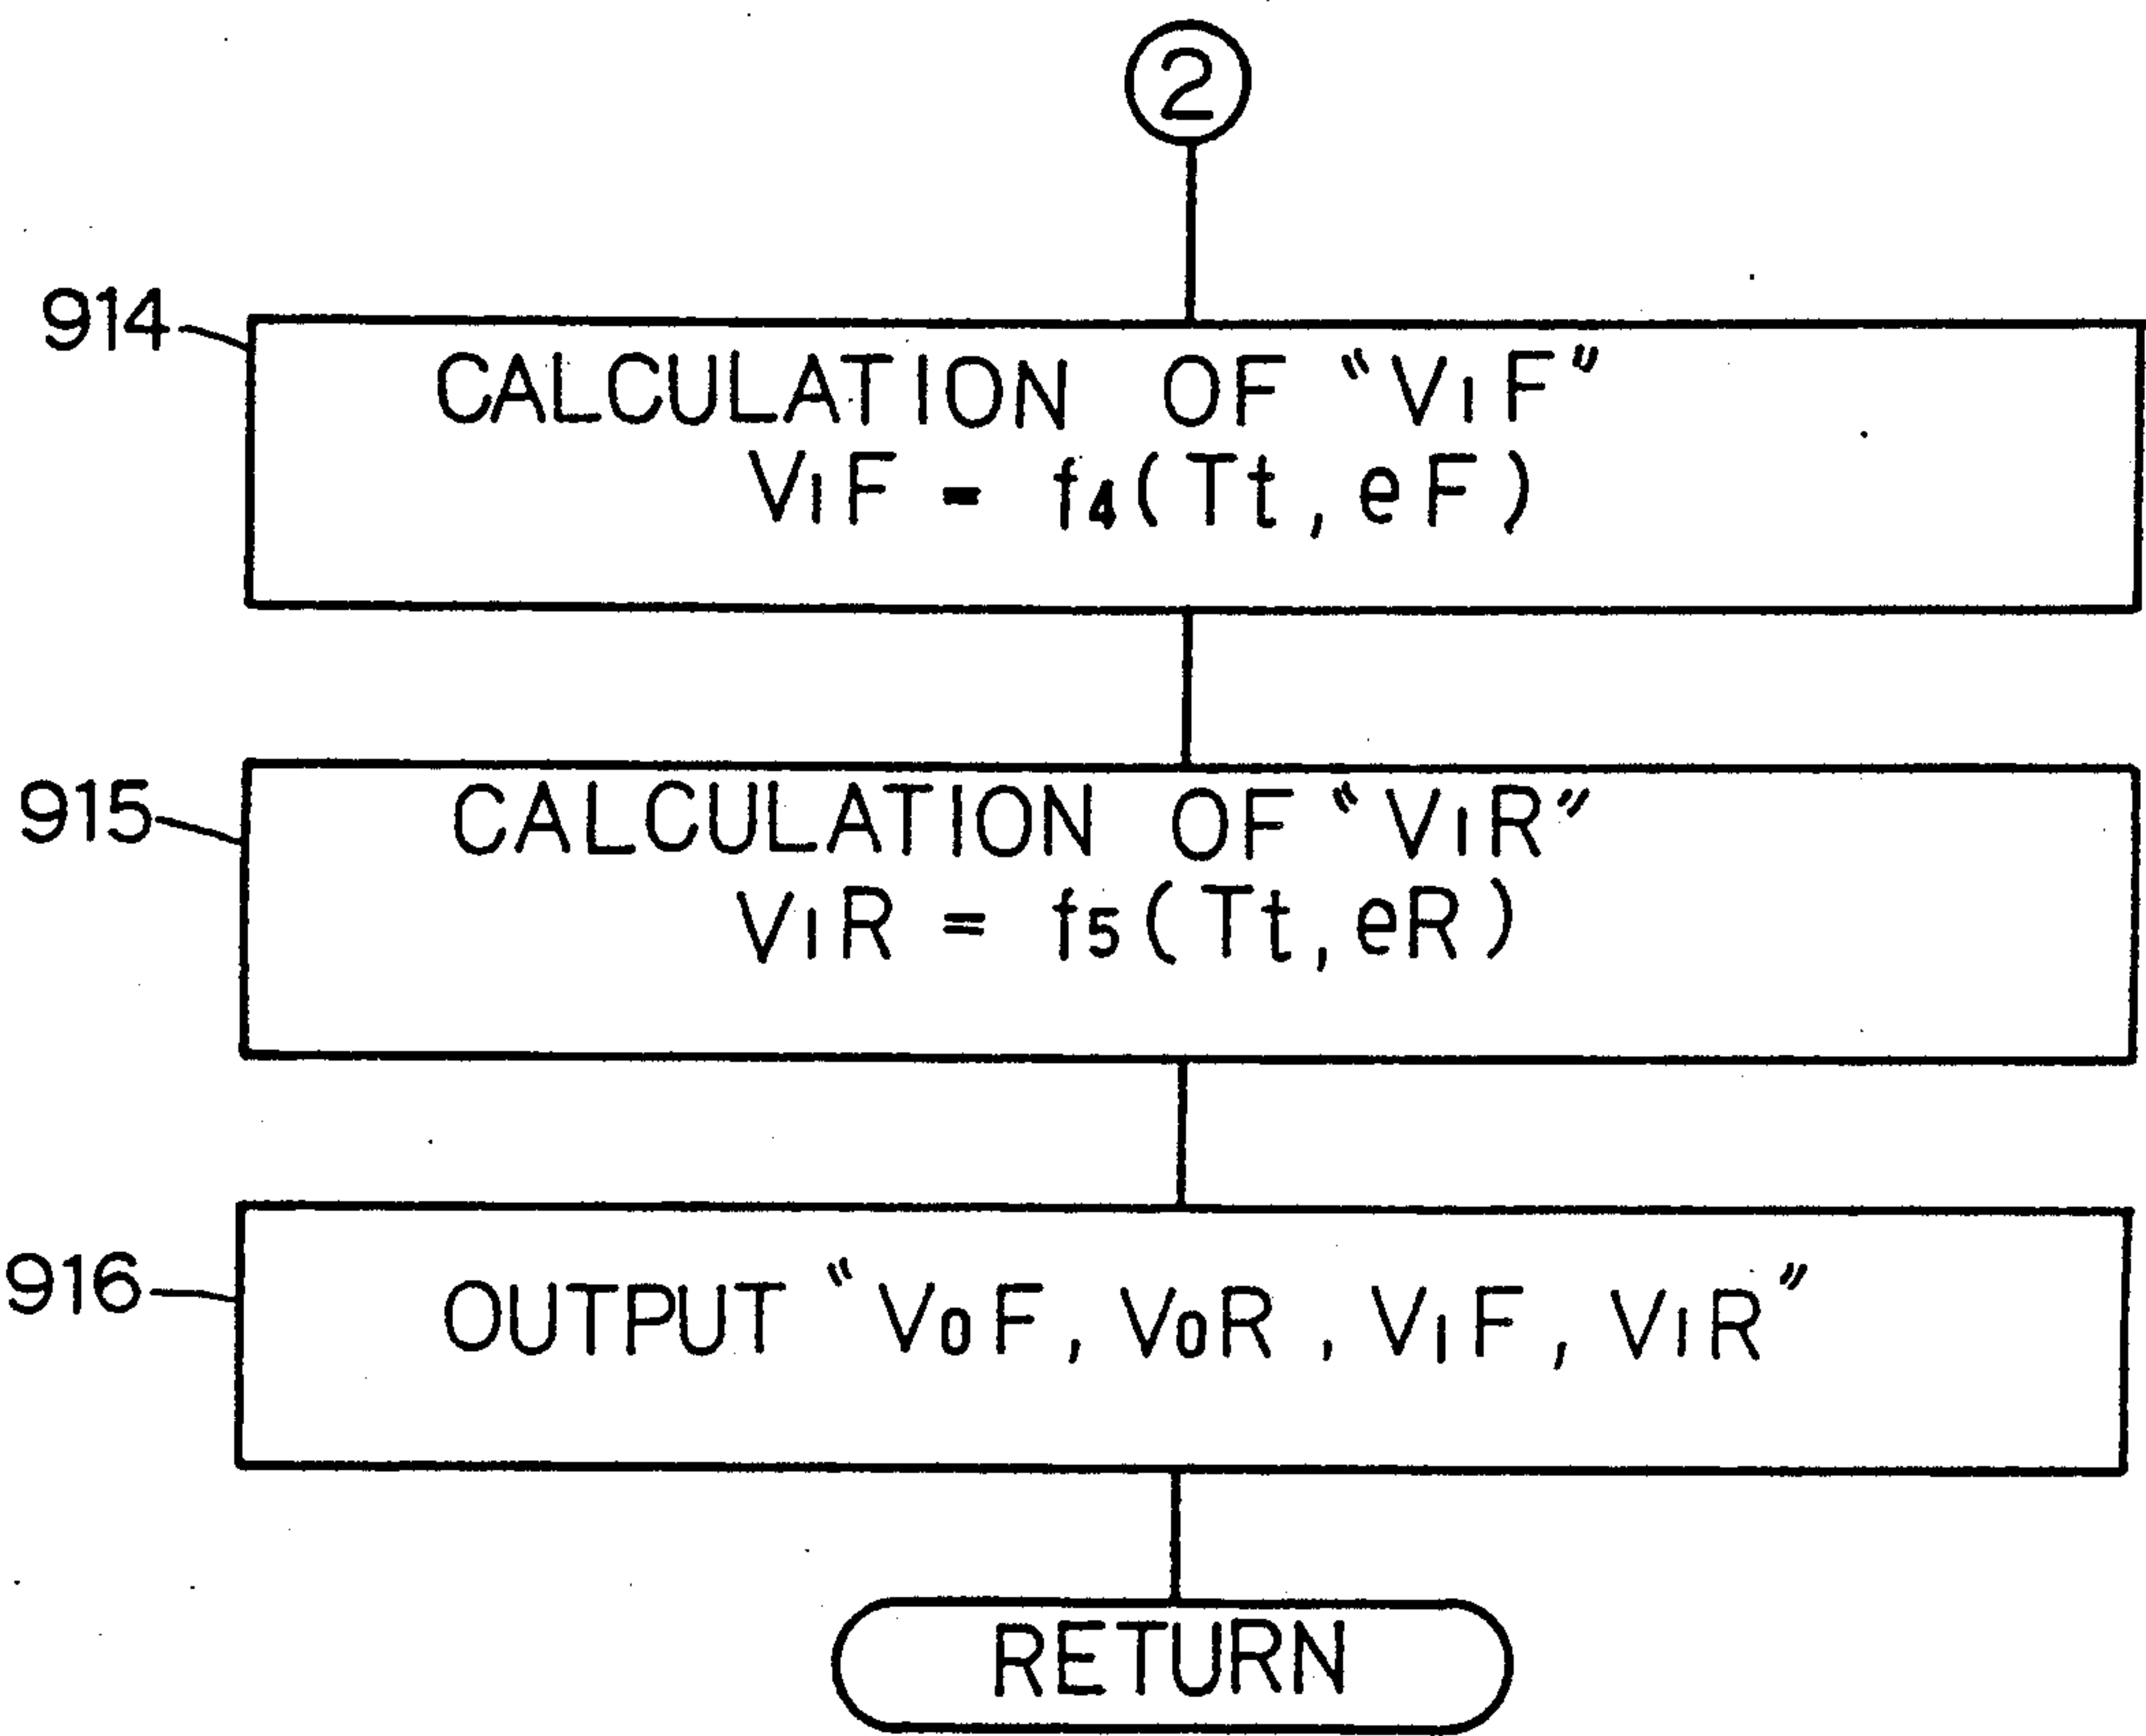 2
914
CALCULATION OF “V1F”
V1F = f4(Tt, eF)
915
CALCULATION OF “V1R”
V1R = f5(Tt, eR)
916
OUTPUT “V0F, V0R, V1F, V1R”
RETURN